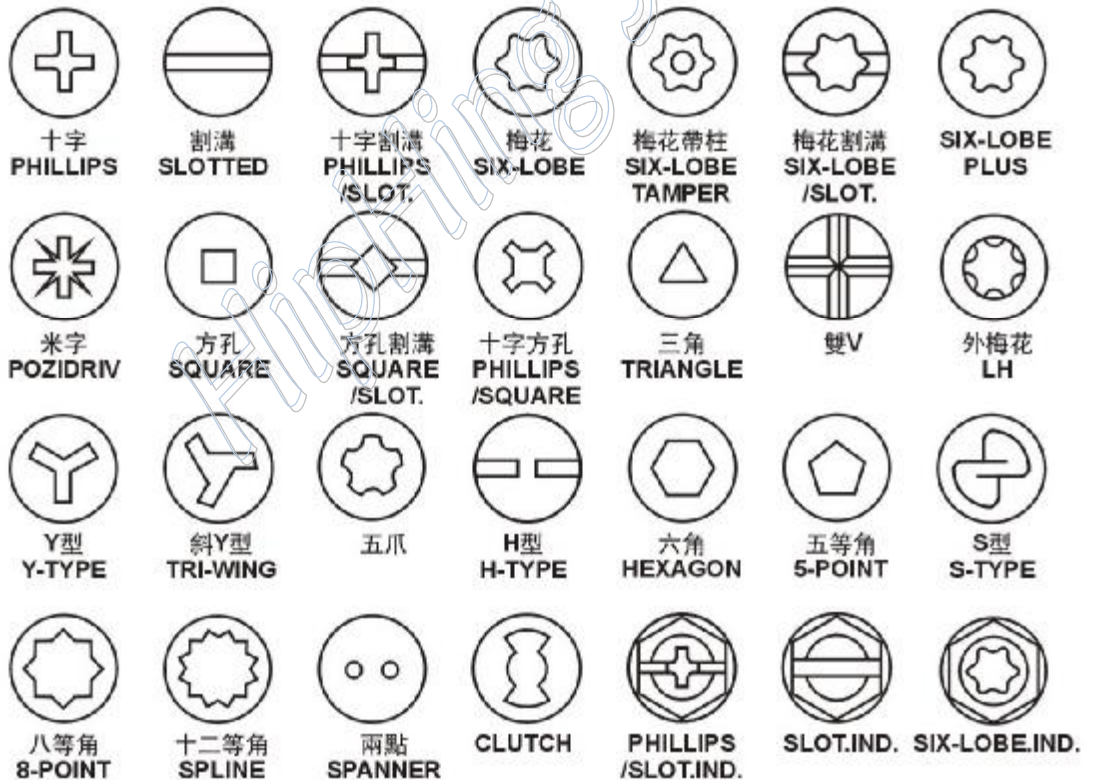 十字 割溝 十字割溝 梅花 梅花帶柱 梅花割溝 SIX-LOBE
PHILLIPS SLOTTED PHILLIPS SIX-LOBE SIX-LOBE SIX-LOBE PLUS
/SLOT. TAMPER /SLOT.
米字 方孔 方孔割溝 十字方孔 三角 雙V 外梅花
POZIDRIV SQUARE SQUARE PHILLIPS TRIANGLE LH
/SLOT. /SQUARE
Y型 斜Y型 五爪 H型 六角 五等角 S型
Y-TYPE TRI-WING H-TYPE HEXAGON 5-POINT S-TYPE
八等角 十二等角 兩點 CLUTCH PHILLIPS SLOT.IND. SIX-LOBE.IND.
8-POINT SPLINE SPANNER /SLOT.IND.
HipHing